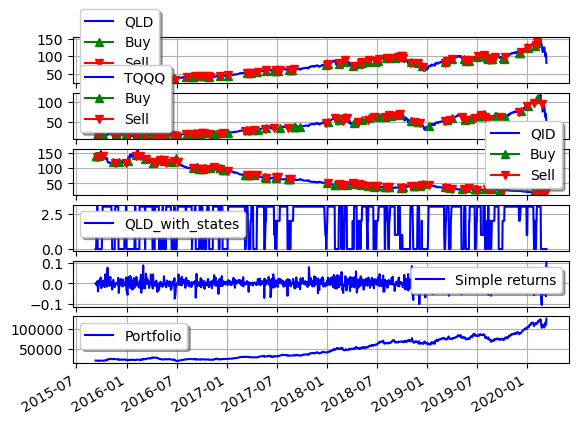 QLD
Buy
Sell
150
100
50
TQQQ
Buy
Sell
100
50
QID
Buy
Sell
150
100
50
QLD_with_states
2.5
0.0
Simple returns
0.1
0.0
−0.1
Portfolio
100000
50000
2015-07
2016-01
2016-07
2017-01
2017-07
2018-01
2018-07
2019-01
2019-07
2020-01